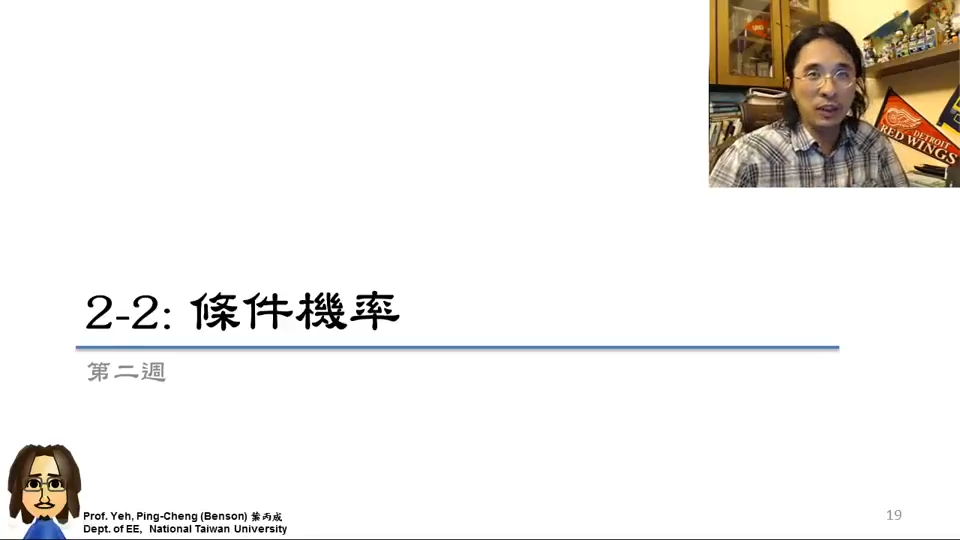 DETROIT
RED WINGS
2-2: 條件機率
第二週
Prof. Yeh, Ping-Cheng (Benson) 葉丙成
Dept. of EE, National Taiwan University
19